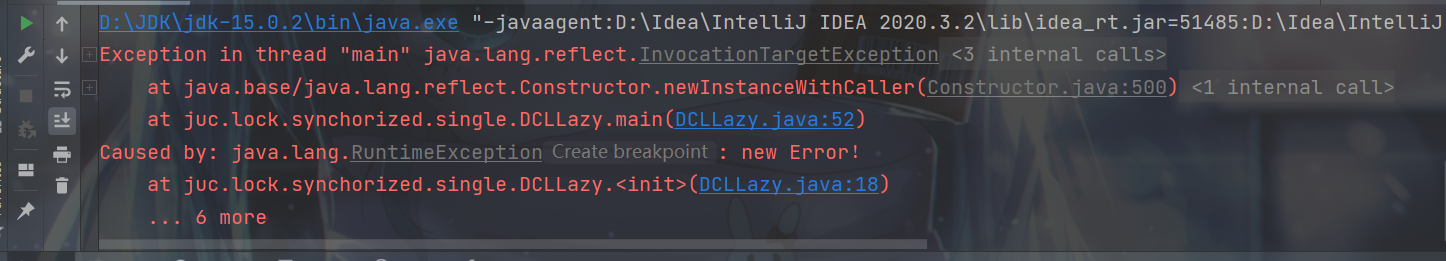 D:\JDK\jdk-15.0.2\bin\java.exe "-javaagent:D:\Idea\IntelliJ IDEA 2020.3.2\lib\idea_rt.jar=51485:D:\Idea\IntelliJ
Exception in thread "main" java.lang.reflect.InvocationTargetException <3 internal calls>
at java.base/java.lang.reflect.Constructor.newInstanceWithCaller(Constructor.java:500) <1 internal call>
at juc.lock.synchorized.single.DCLLazy.main(DCLLazy.java:52)
Caused by: java.lang.RuntimeException Create breakpoint : new Error!
at juc.lock.synchorized.single.DCLLazy.<init>(DCLLazy.java:18)
... 6 more